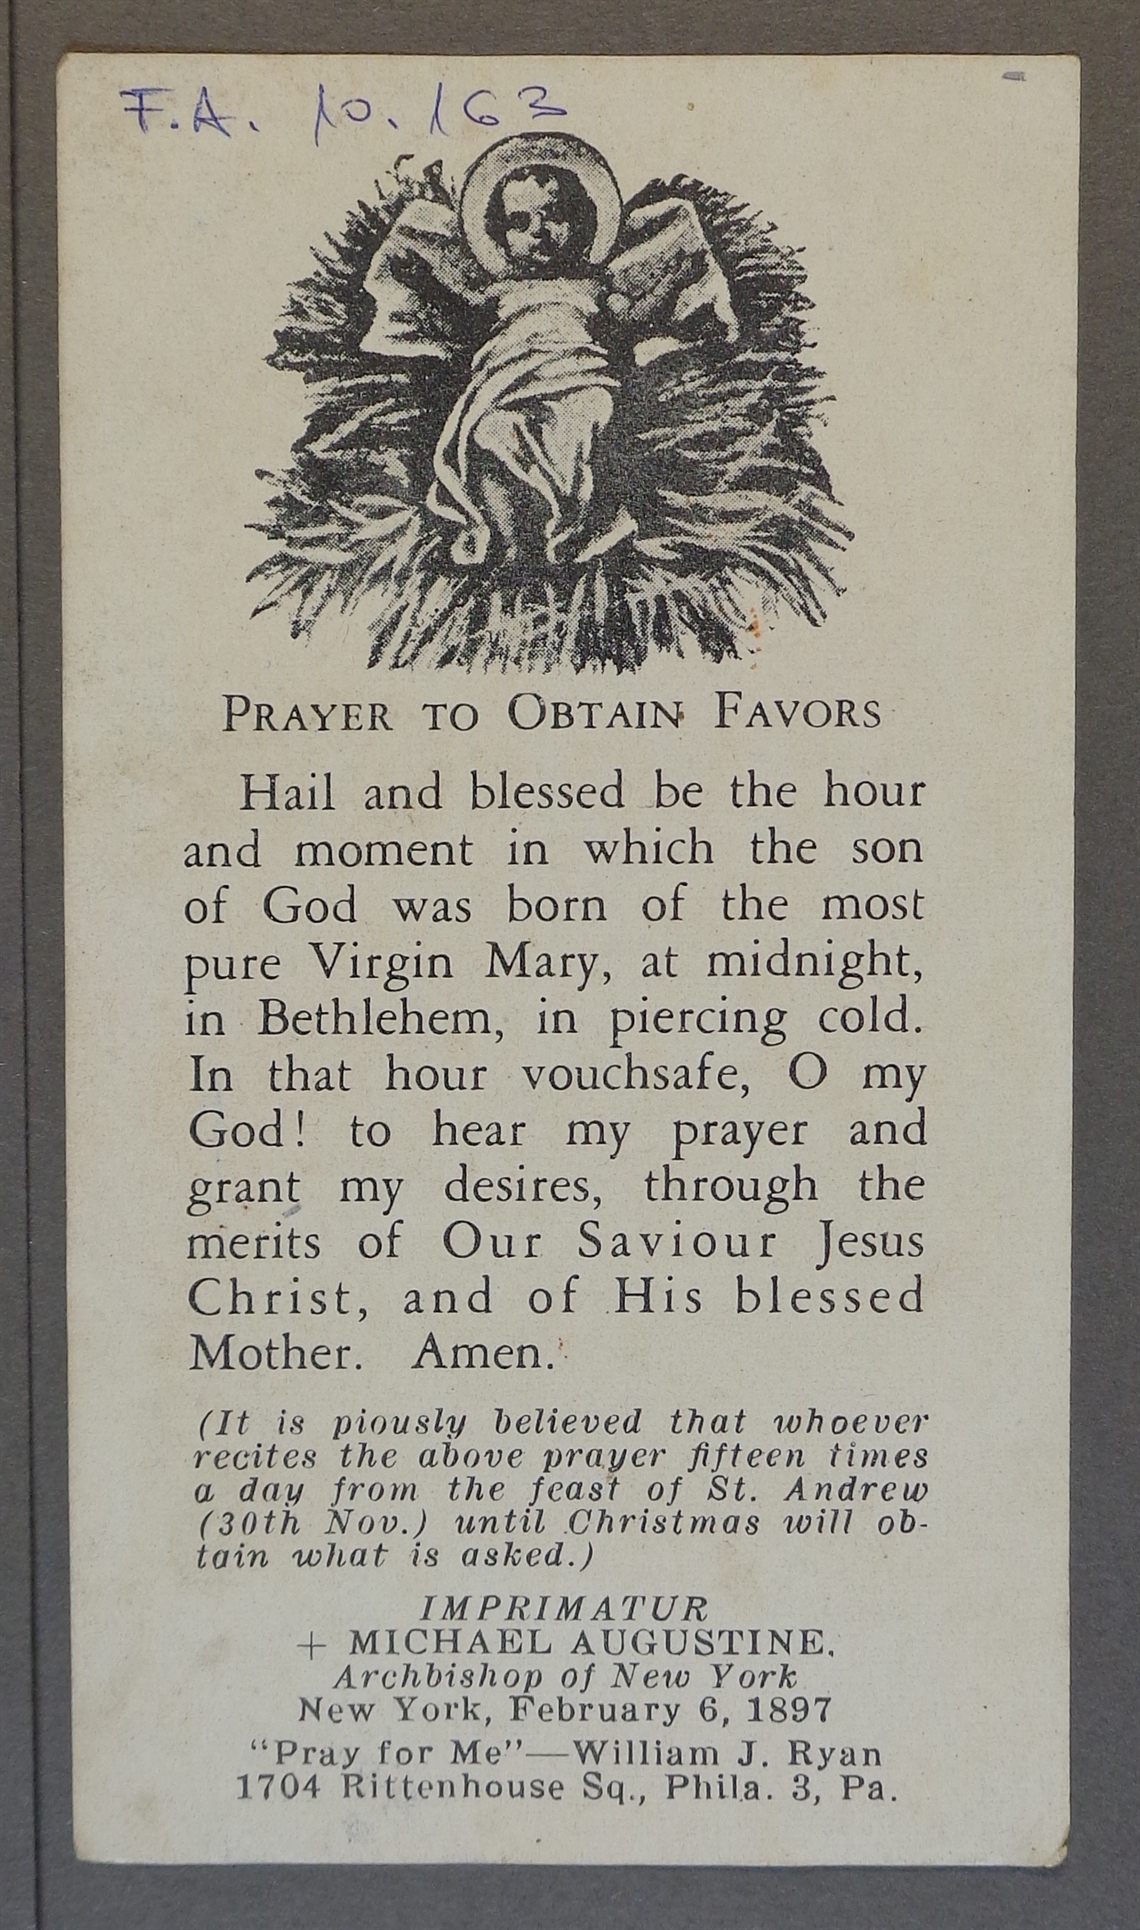 F.A. 10.163
PRAYER TO OBTAIN FAVORS
Hail and blessed be the hour
and moment in which the son
of God was born of the most
pure Virgin Mary, at midnight,
in Bethlehem, in piercing cold.
In that hour vouchsafe, O my
God! to hear my prayer and
grant my desires, through the
merits of Our Saviour Jesus
Christ, and of His blessed
Mother. Amen.
(It is piously believed that whoever
recites the above prayer fifteen times
a day from the feast of St. Andrew
(30th Nov.) until Christmas will ob-
tain what is asked.)
IMPRIMATUR
+ MICHAEL AUGUSTINE.
Archbishop of New York
New York, February 6, 1897
“Pray for Me”—William J. Ryan
1704 Rittenhouse Sq., Phila. 3, Pa.